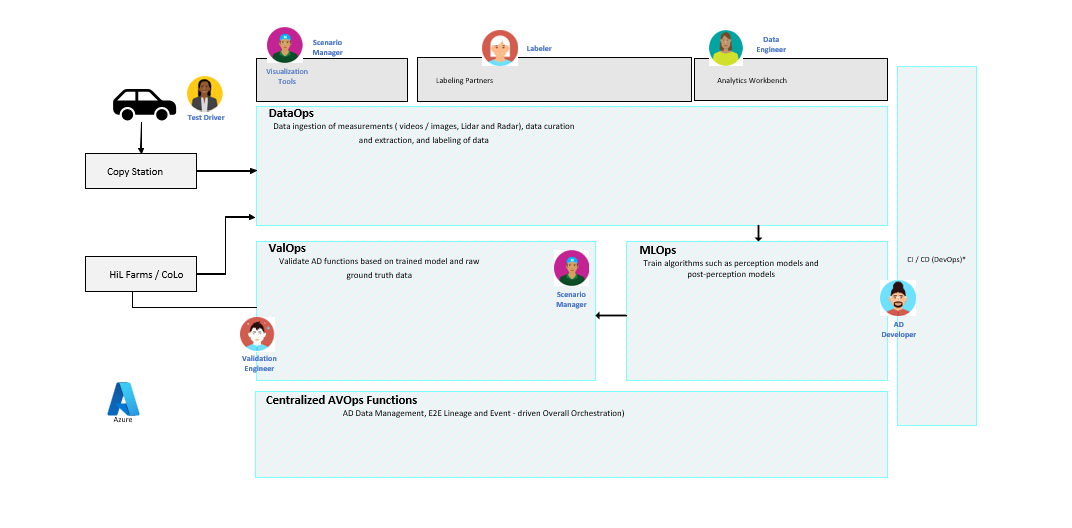 Scenario
Manager
Labeler
Data
Engineer
Visualization
Tools
Labeling Partners
Analytics Workbench
Test Driver
DataOps
Data ingestion of measurements ( videos / images, Lidar and Radar), data curation
and extraction, and labeling of data
Copy Station
ValOps
Validate AD functions based on trained model and raw
ground truth data
MLOps
Train algorithms such as perception models and
post-perception models
CI / CD (DevOps)*
HiL Farms / CoLo
Scenario
Manager
AD
Developer
Validation
Engineer
Centralized AVOps Functions
AD Data Management, E2E Lineage and Event - driven Overall Orchestration)
Azure